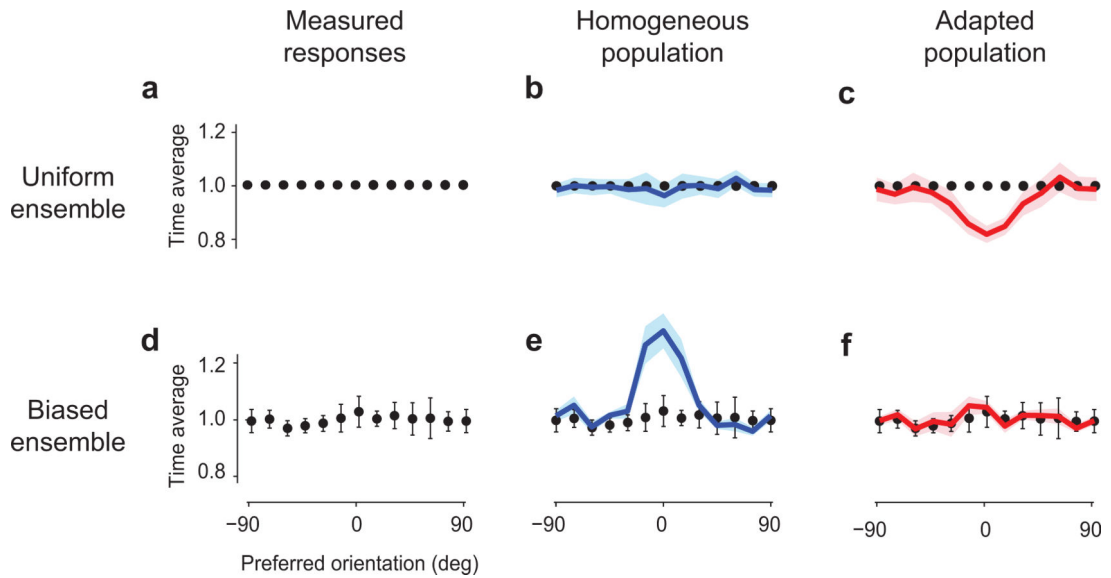 Measured
responses
Homogeneous
population
Adapted
population
a
b
c
Uniform
ensemble
Time average
1.2
1.0
0.8
d
e
f
Biased
ensemble
Time average
1.2
1.0
0.8
−90
0
90
−90
0
90
−90
0
90
Preferred orientation (deg)